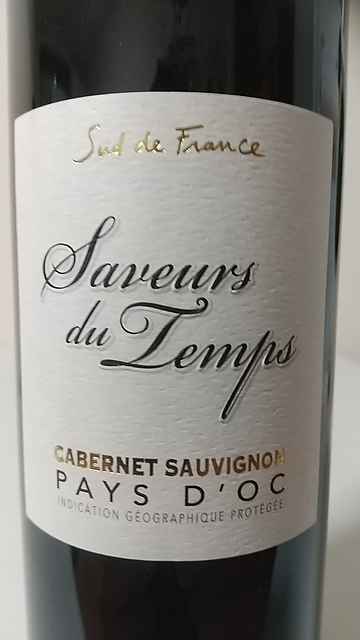 Sud de France
Saveurs
du Temps
CABERNET SAUVIGNON
PAYS D'OC
INDICATION GÉOGRAPHIQUE PROTÉGÉE